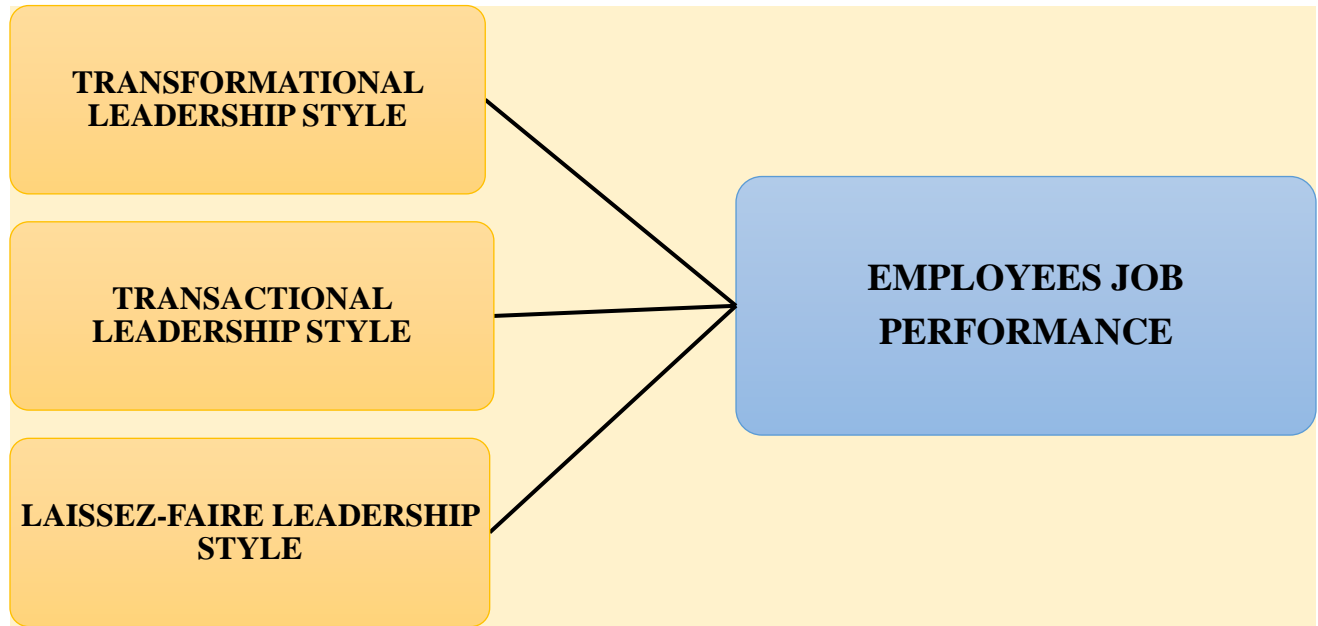 TRANSFORMATIONAL
LEADERSHIP STYLE
TRANSACTIONAL
LEADERSHIP STYLE
LAISSEZ-FAIRE LEADERSHIP
STYLE
EMPLOYEES JOB
PERFORMANCE